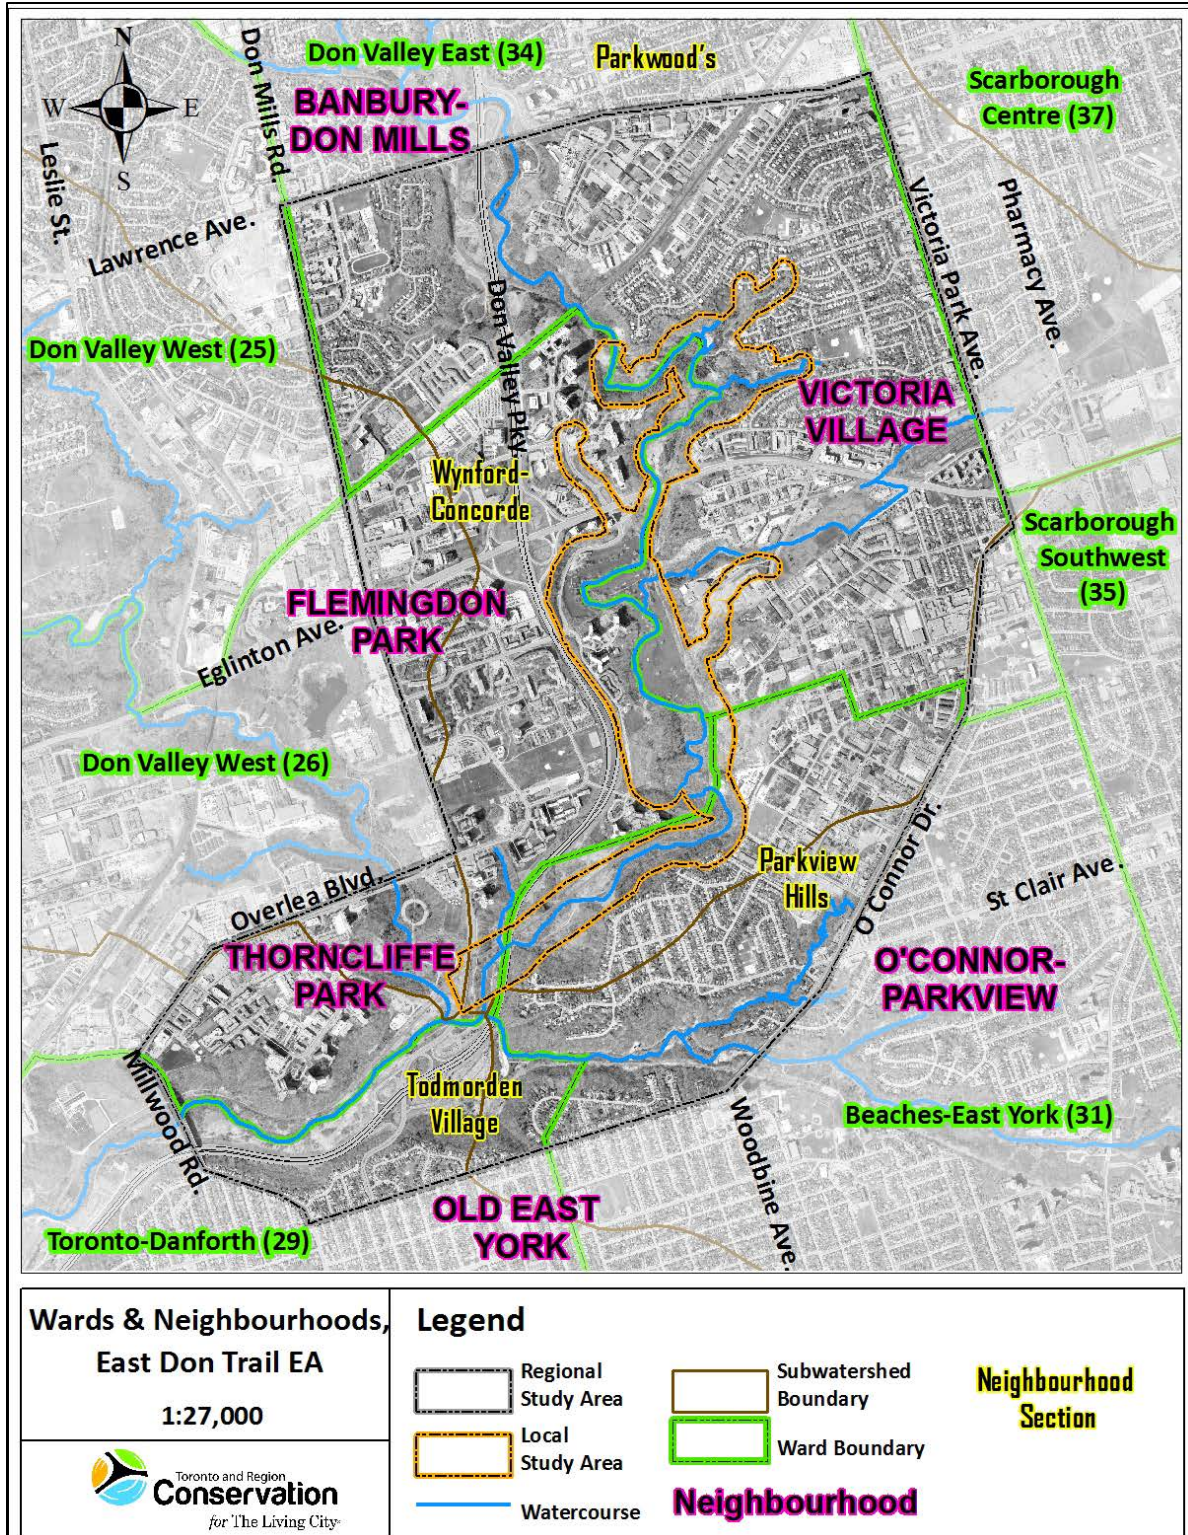 Don Valley East (34)
Parkwood's
Scarborough
Centre (37)
N
W
E
S
Don Mills Rd.
BANBURY-
DON MILLS
Leslie St.
Lawrence Ave.
Victoria Park Ave.
Pharmacy Ave.
Don Valley Pky.
Don Valley West (25)
VICTORIA
VILLAGE
Wynford-
Concorde
Scarborough
Southwest
(35)
FLEMINGDON
PARK
Eglinton Ave.
Don Valley West (26)
O'Connor Dr.
Parkview
Hills
St Clair Ave.
Overlea Blvd.
THORNCLIFFE
PARK
O'CONNOR-
PARKVIEW
Millwood Rd.
Todmorden
Village
Beaches-East York (31)
Woodbine Ave.
OLD EAST
YORK
Toronto-Danforth (29)
Wards & Neighbourhoods,
East Don Trail EA
1:27,000
Toronto and Region
Conservation
for The Living City
Legend
Regional
Study Area
Local
Study Area
Watercourse
Subwatershed
Boundary
Ward Boundary
Neighbourhood
Neighbourhood
Section